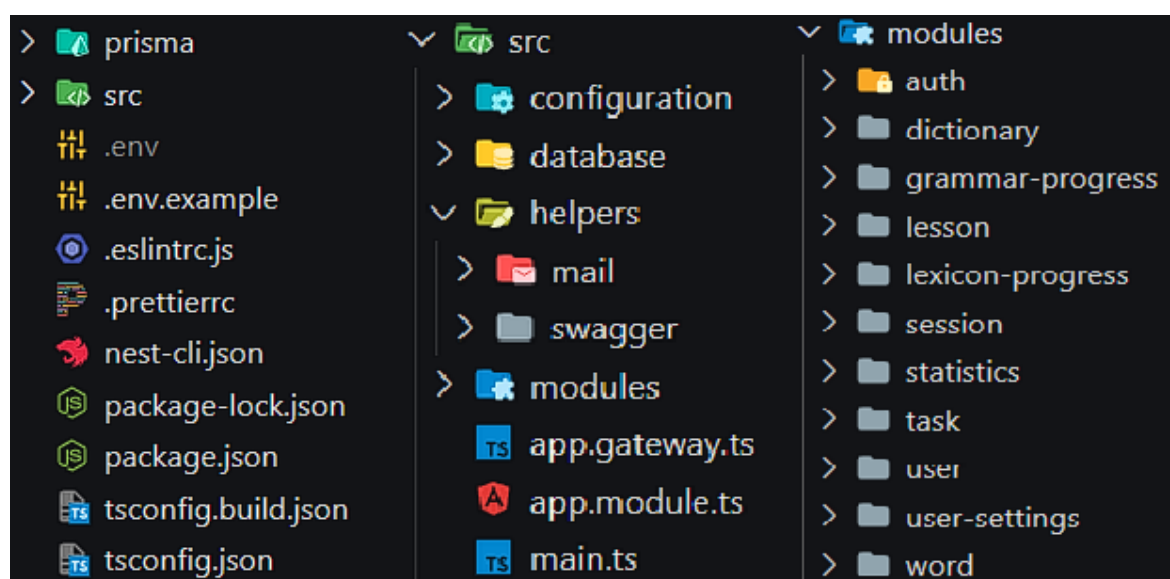 prisma
src
.env
.env.example
.eslintrc.js
.prettierrc
nest-cli.json
package-lock.json
package.json
tsconfig.build.json
tsconfig.json
src
configuration
database
helpers
mail
swagger
modules
app.gateway.ts
app.module.ts
main.ts
modules
auth
dictionary
grammar-progress
lesson
lexicon-progress
session
statistics
task
user
user-settings
word